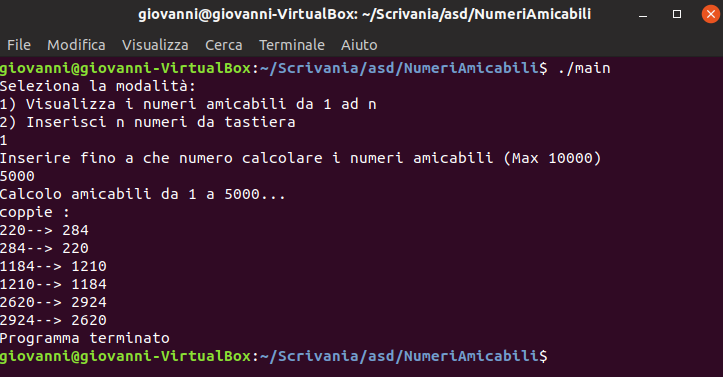 giovanni@giovanni-VirtualBox: ~/Scrivania/asd/NumeriAmicabili
File Modifica Visualizza Cerca Terminale Aiuto
giovanni@giovanni-VirtualBox:~/Scrivania/asd/NumeriAmicabili$ ./main
Seleziona la modalità:
1) Visualizza i numeri amicabili da 1 ad n
2) Inserisci n numeri da tastiera
1
Inserire fino a che numero calcolare i numeri amicabili (Max 10000)
5000
Calcolo amicabili da 1 a 5000...
coppie :
220--> 284
284--> 220
1184--> 1210
1210--> 1184
2620--> 2924
2924--> 2620
Programma terminato
giovanni@giovanni-VirtualBox:~/Scrivania/asd/NumeriAmicabili$